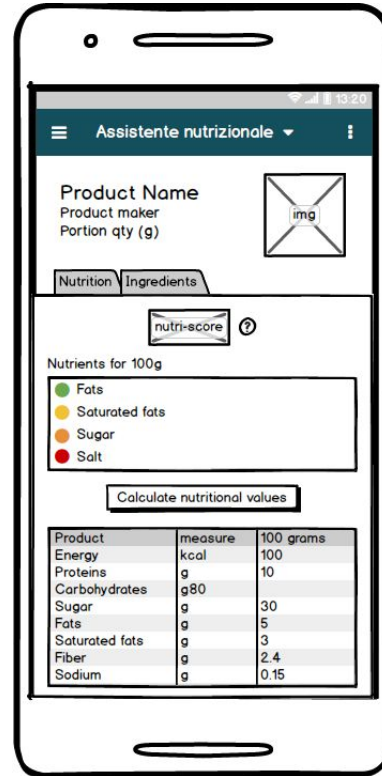 13:20
Assistente nutrizionale
Product Name
Product maker
Portion qty (g)
img
Nutrition Ingredients
nutri-score ?
Nutrients for 100g
Fats
Saturated fats
Sugar
Salt
Calculate nutritional values
Product measure 100 grams
Energy kcal 100
Proteins g 10
Carbohydrates g80
Sugar g 30
Fats g 5
Saturated fats g 3
Fiber g 2.4
Sodium g 0.15